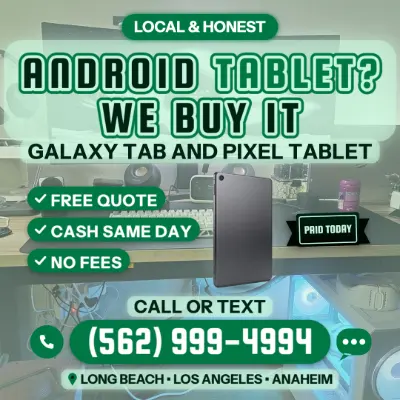 LOCAL & HONEST
ANDROID TABLET?
WE BUY IT
GALAXY TAB AND PIXEL TABLET
FREE QUOTE
CASH SAME DAY
NO FEES
PAID TODAY
CALL OR TEXT
(562) 999-4994
LONG BEACH • LOS ANGELES • ANAHEIM